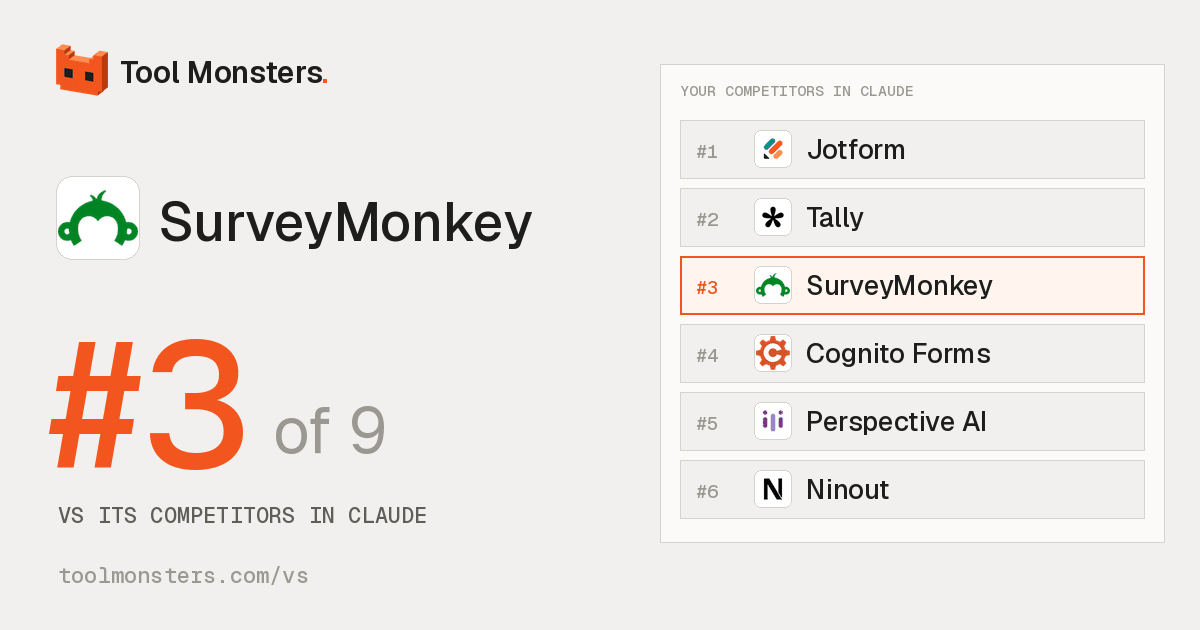 Tool Monsters.
SurveyMonkey
#3 of 9
VS ITS COMPETITORS IN CLAUDE
toolmonsters.com/vs
YOUR COMPETITORS IN CLAUDE
#1 Jotform
#2 Tally
#3 SurveyMonkey
#4 Cognito Forms
#5 Perspective AI
#6 Ninout